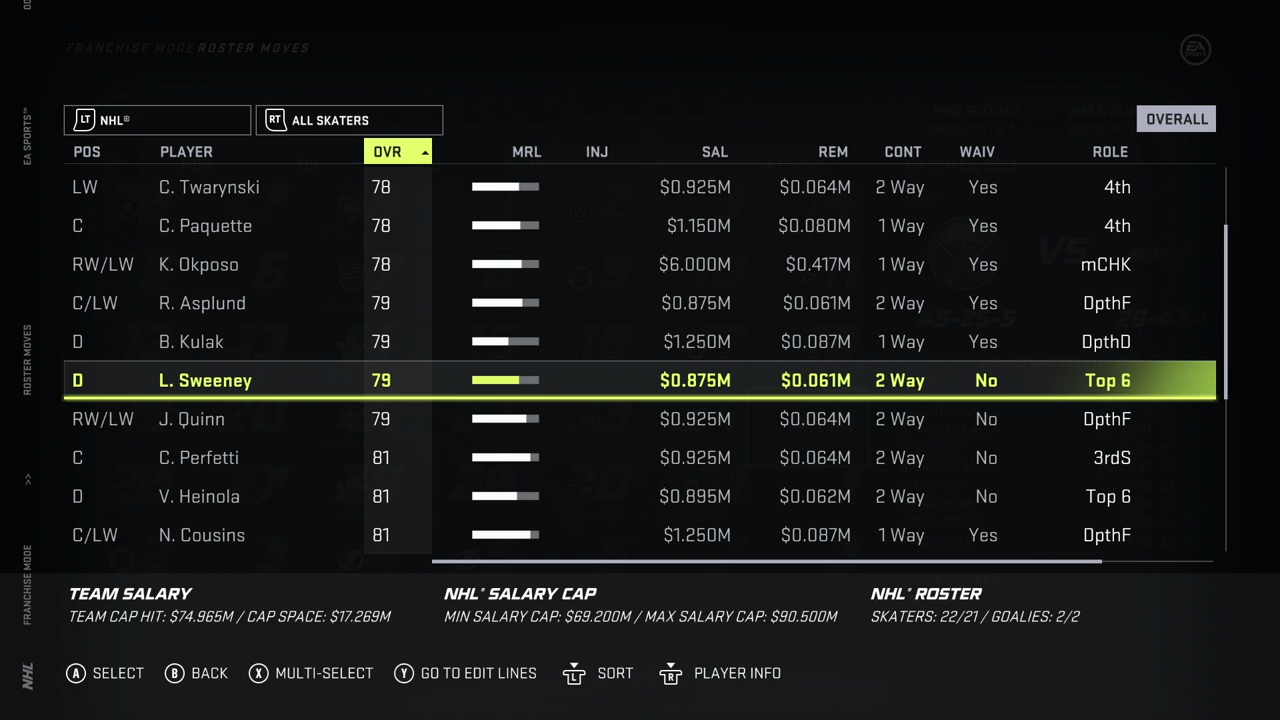 FRANCHISE MODE ROSTER MOVES
EA SPORTS
LT NHL® RT ALL SKATERS OVERALL
POS PLAYER OVR MRL INJ SAL REM CONT WAIV ROLE
LW C. Twarynski 78 $0.925M $0.064M 2 Way Yes 4th
C C. Paquette 78 $1.150M $0.080M 1 Way Yes 4th
RW/LW K. Okposo 78 $6.000M $0.417M 1 Way Yes mCHK
C/LW R. Asplund 79 $0.875M $0.061M 2 Way Yes DpthF
D B. Kulak 79 $1.250M $0.087M 1 Way Yes DpthD
D L. Sweeney 79 $0.875M $0.061M 2 Way No Top 6
RW/LW J. Quinn 79 $0.925M $0.064M 2 Way No DpthF
C C. Perfetti 81 $0.925M $0.064M 2 Way No 3rdS
D V. Heinola 81 $0.895M $0.062M 2 Way No Top 6
C/LW N. Cousins 81 $1.250M $0.087M 1 Way Yes DpthF
TEAM SALARY NHL® SALARY CAP NHL® ROSTER
TEAM CAP HIT: $74.965M / CAP SPACE: $17.269M MIN SALARY CAP: $69.200M / MAX SALARY CAP: $90.500M SKATERS: 22/21 / GOALIES: 2/2
A SELECT B BACK X MULTI-SELECT Y GO TO EDIT LINES L SORT R PLAYER INFO
NHL FRANCHISE MODE >> ROSTER MOVES EA SPORTS™